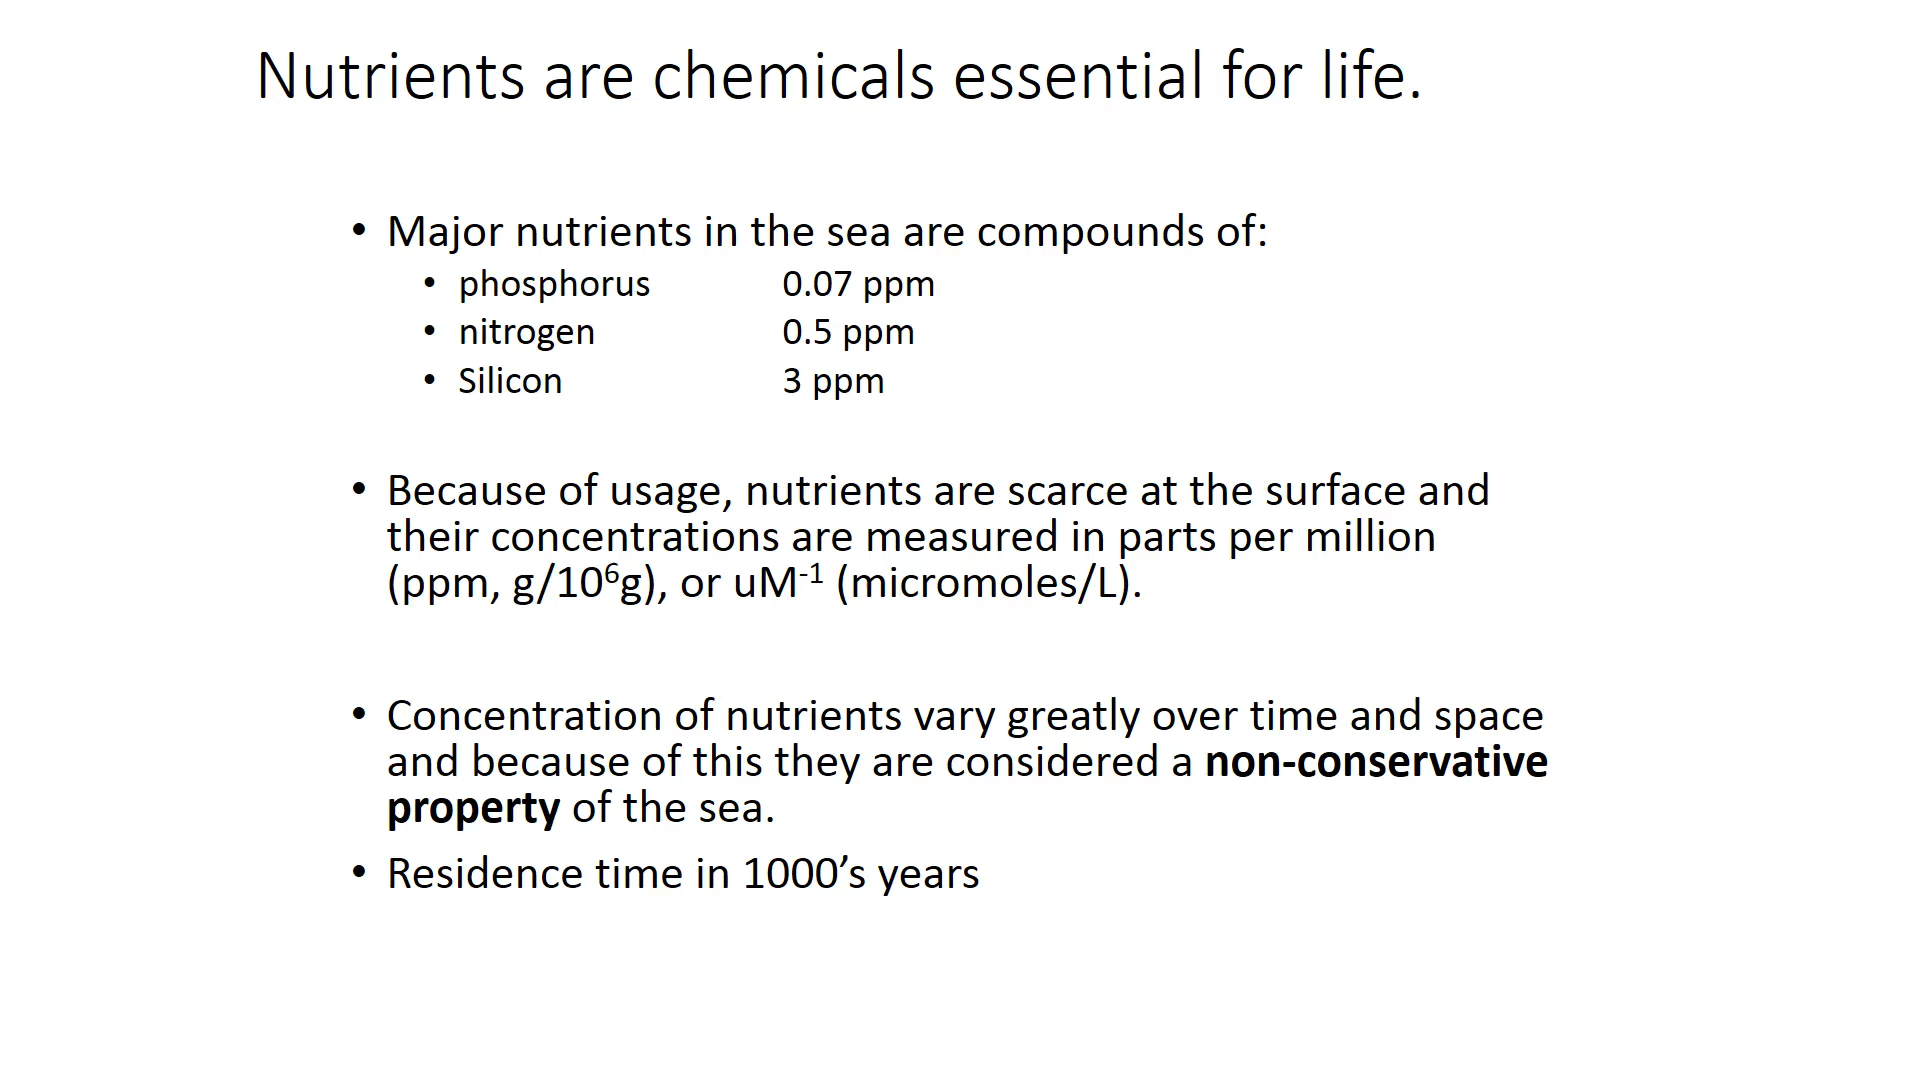 Nutrients are chemicals essential for life.
• Major nutrients in the sea are compounds of:
• phosphorus 0.07 ppm
• nitrogen 0.5 ppm
• Silicon 3 ppm
• Because of usage, nutrients are scarce at the surface and
their concentrations are measured in parts per million
(ppm, g/10⁶g), or uM⁻¹ (micromoles/L).
• Concentration of nutrients vary greatly over time and space
and because of this they are considered a non-conservative
property of the sea.
• Residence time in 1000’s years